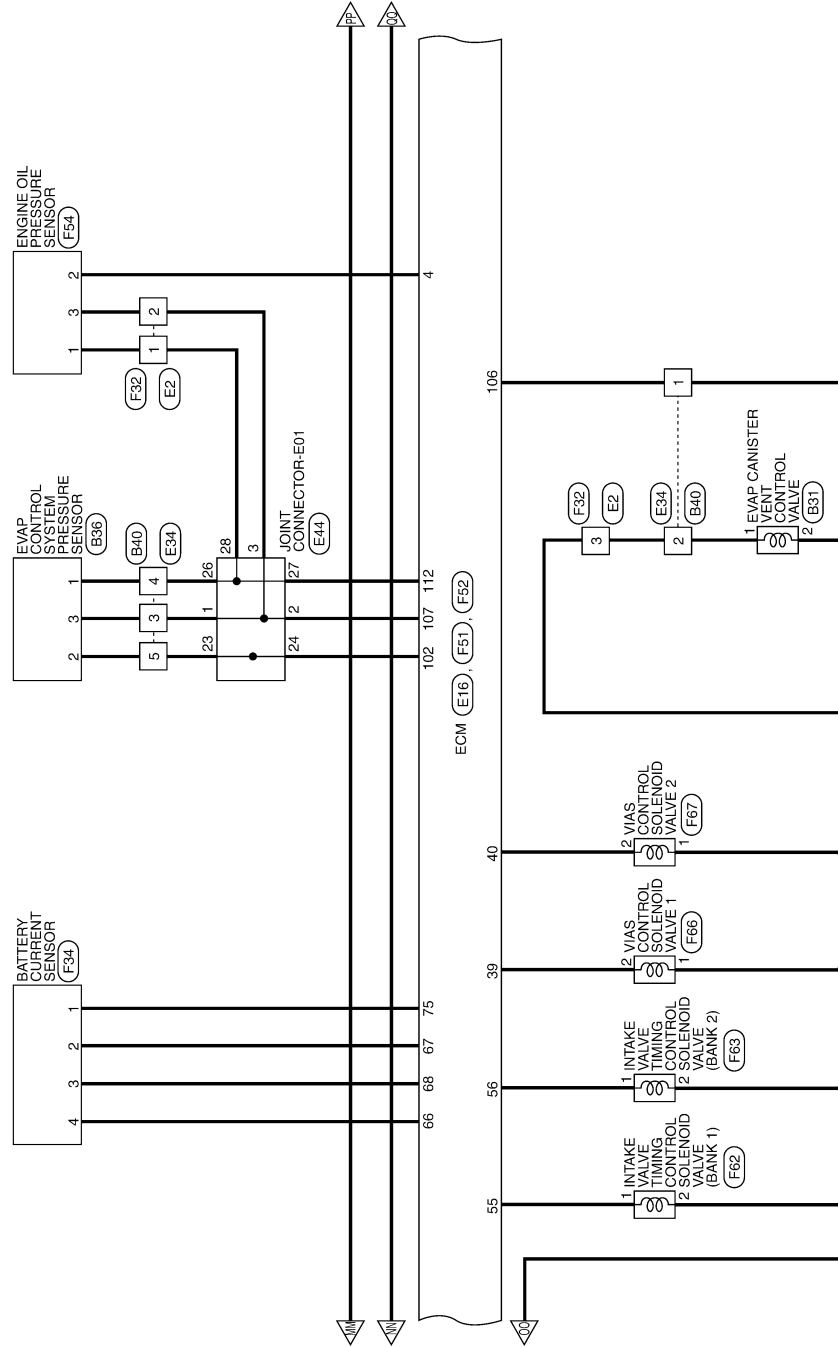 BATTERY
CURRENT
SENSOR
F34
4
3
2
1
EVAP
CONTROL
SYSTEM
PRESSURE
SENSOR
B36
2
3
1
ENGINE OIL
PRESSURE
SENSOR
F54
1
3
2
5
3
4
B40
E34
F32
E2
1
2
23
1
26
28
3
24
2
27
JOINT
CONNECTOR-E01
E44
MM
PP
NN
QQ
66
68
67
75
102
107
112
4
ECM E16 , F51 , F52
OO
55
56
39
40
106
1
INTAKE
VALVE
TIMING
CONTROL
SOLENOID
VALVE
(BANK 1)
2
F62
1
INTAKE
VALVE
TIMING
CONTROL
SOLENOID
VALVE
(BANK 2)
2
F63
2
VIAS
CONTROL
SOLENOID
VALVE 1
1
F66
2
VIAS
CONTROL
SOLENOID
VALVE 2
1
F67
3
F32
E2
2
E34
B40
1
1
EVAP CANISTER
VENT
CONTROL
VALVE
2
B31